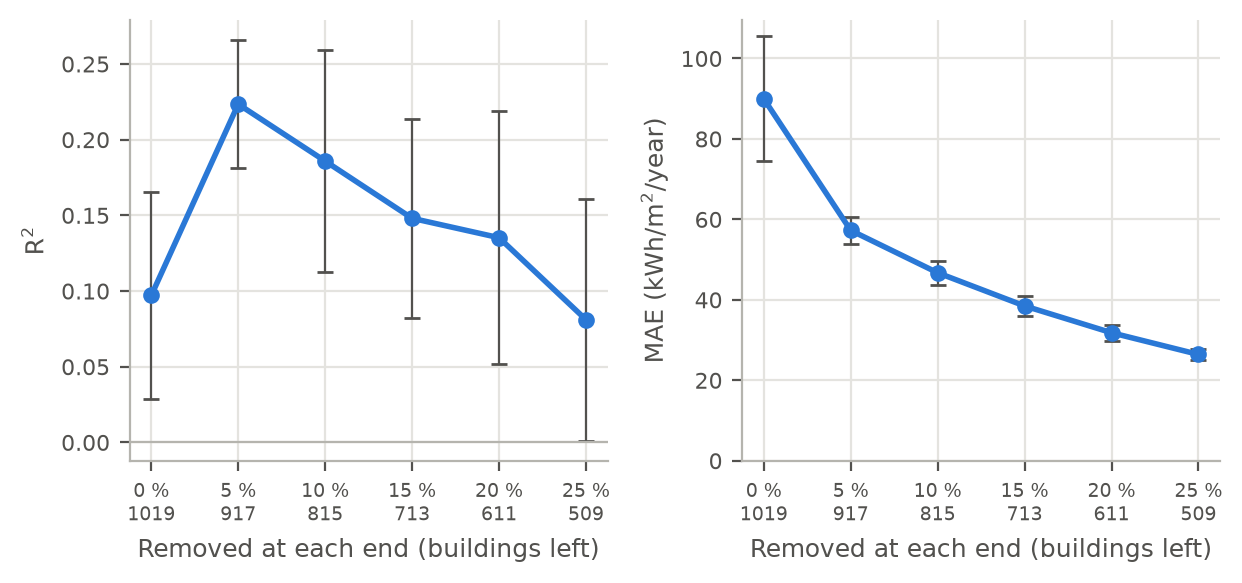 0.25
0.20
0.15
0.10
0.05
0.00
R²
0 % 5 % 10 % 15 % 20 % 25 %
1019 917 815 713 611 509
Removed at each end (buildings left)
100
80
60
40
20
0
MAE (kWh/m²/year)
0 % 5 % 10 % 15 % 20 % 25 %
1019 917 815 713 611 509
Removed at each end (buildings left)